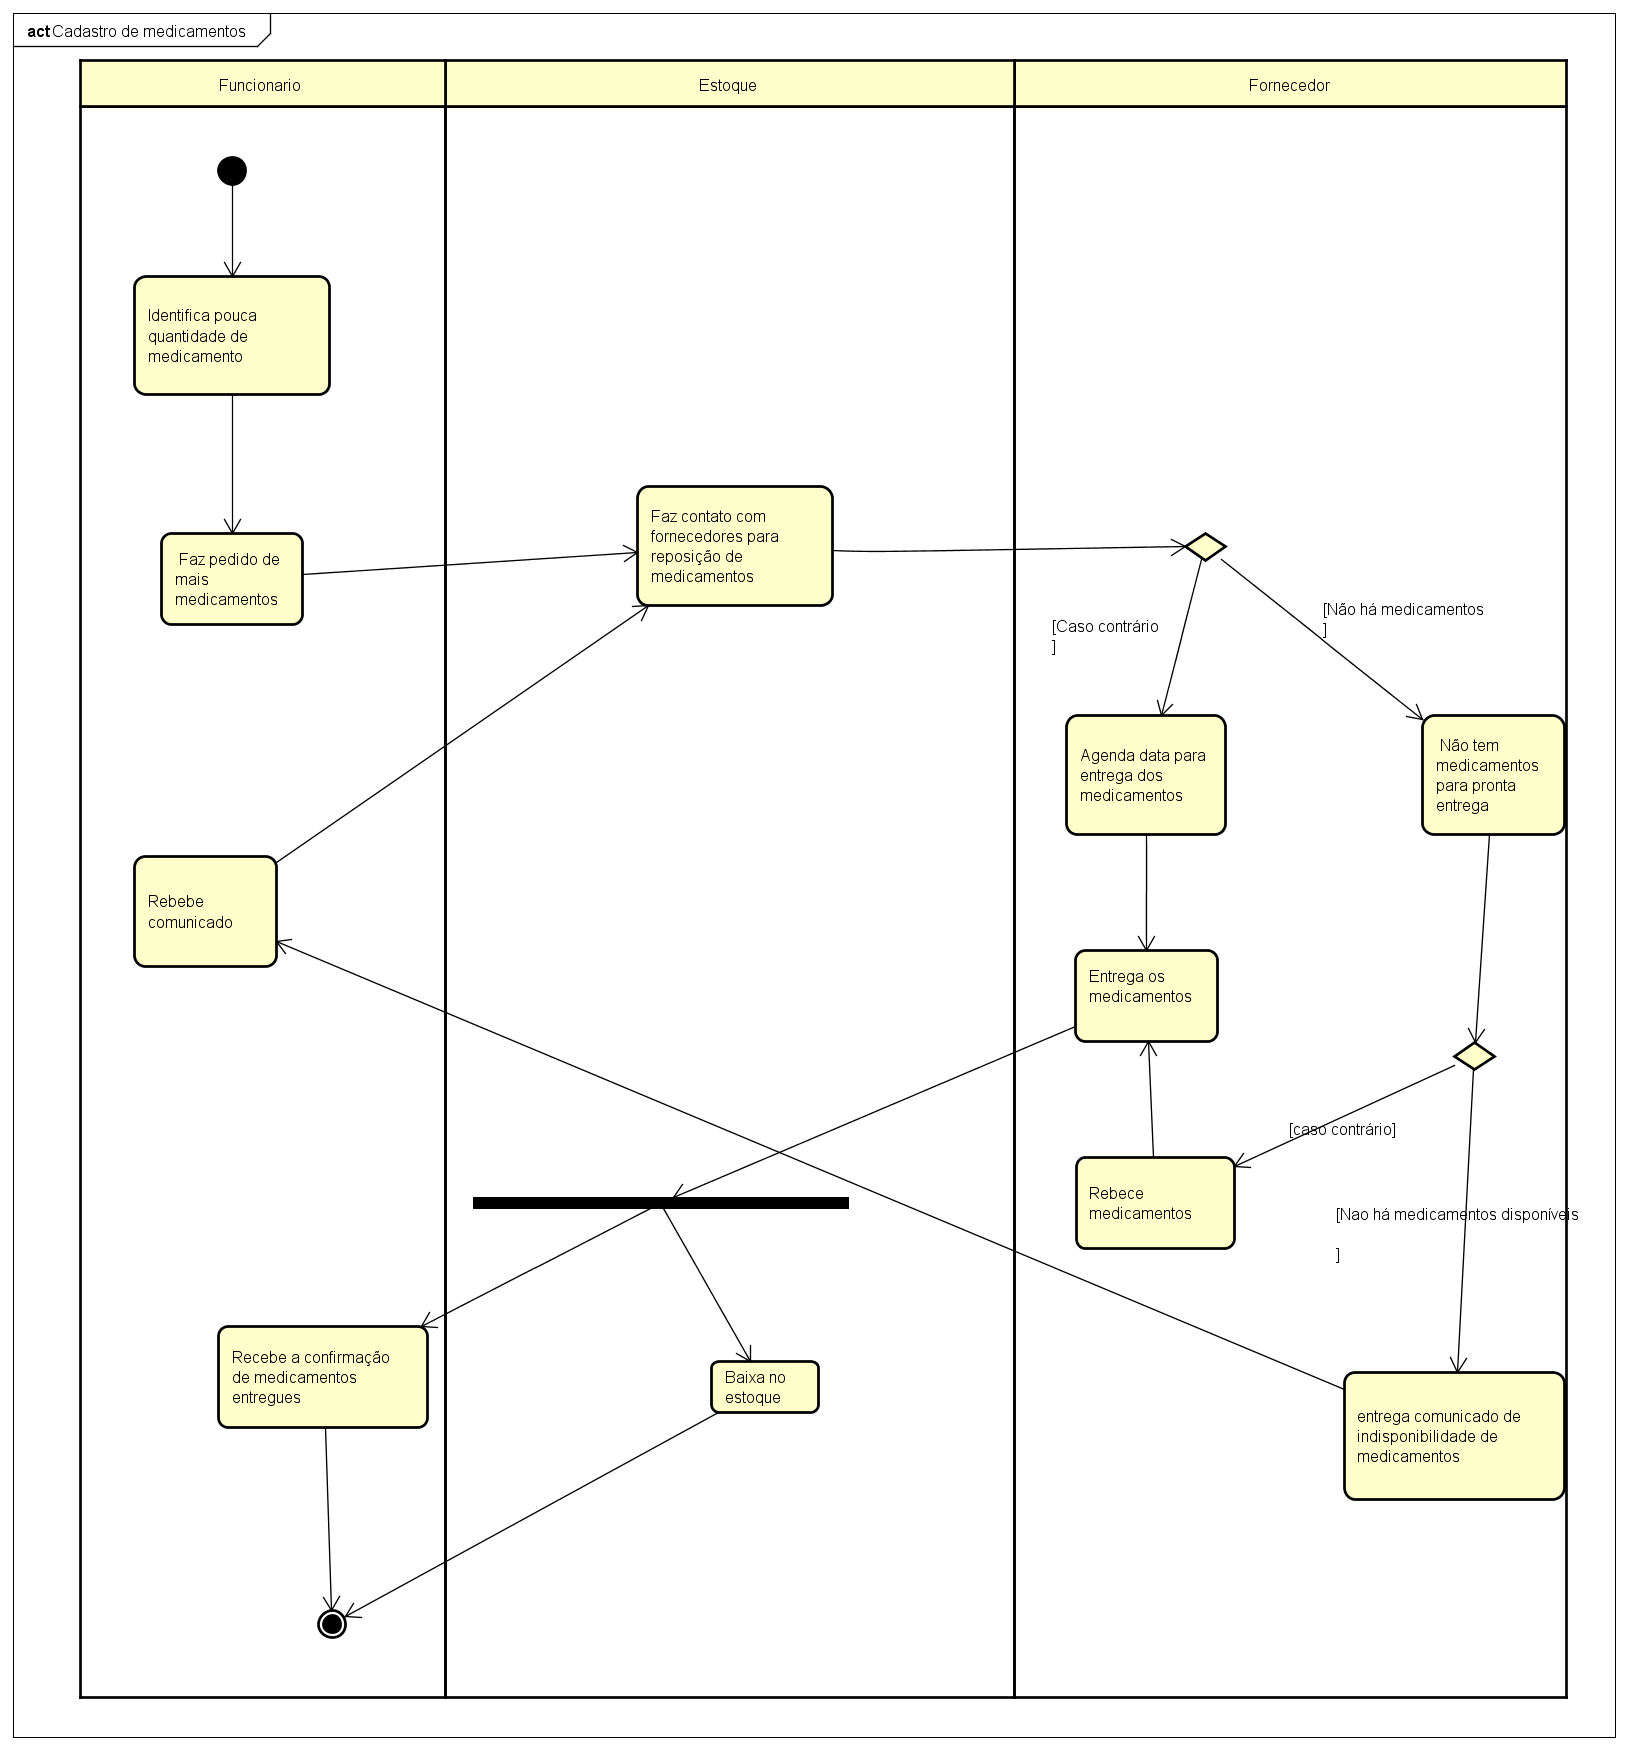 act Cadastro de medicamentos
Funcionario
Estoque
Fornecedor
Identifica pouca
quantidade de
medicamento
Faz pedido de
mais
medicamentos
Faz contato com
fornecedores para
reposição de
medicamentos
[Caso contrário
]
[Não há medicamentos
]
Agenda data para
entrega dos
medicamentos
Não tem
medicamentos
para pronta
entrega
Rebebe
comunicado
Entrega os
medicamentos
[caso contrário]
Rebece
medicamentos
[Nao há medicamentos disponíveis
]
Recebe a confirmação
de medicamentos
entregues
Baixa no
estoque
entrega comunicado de
indisponibilidade de
medicamentos